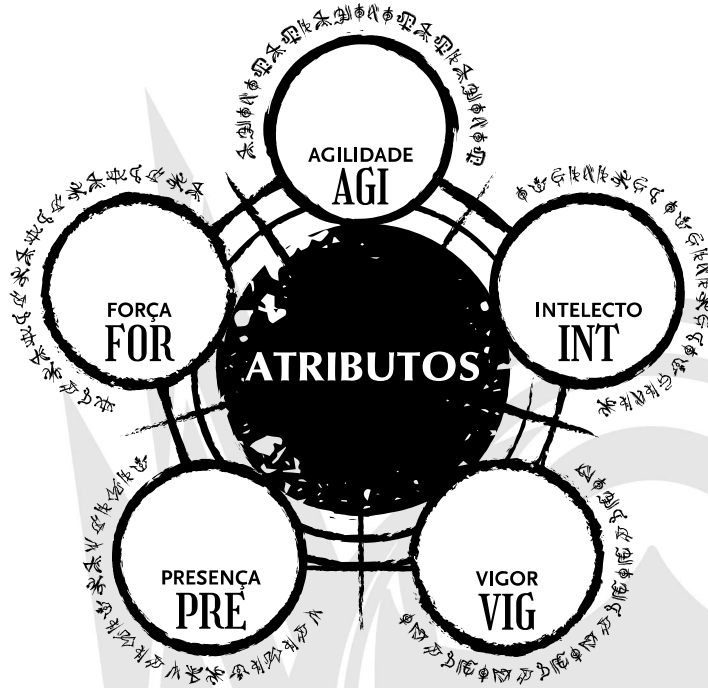 AGILIDADE
AGI
FORÇA
FOR
INTELECTO
INT
ATRIBUTOS
PRESENÇA
PRE
VIGOR
VIG